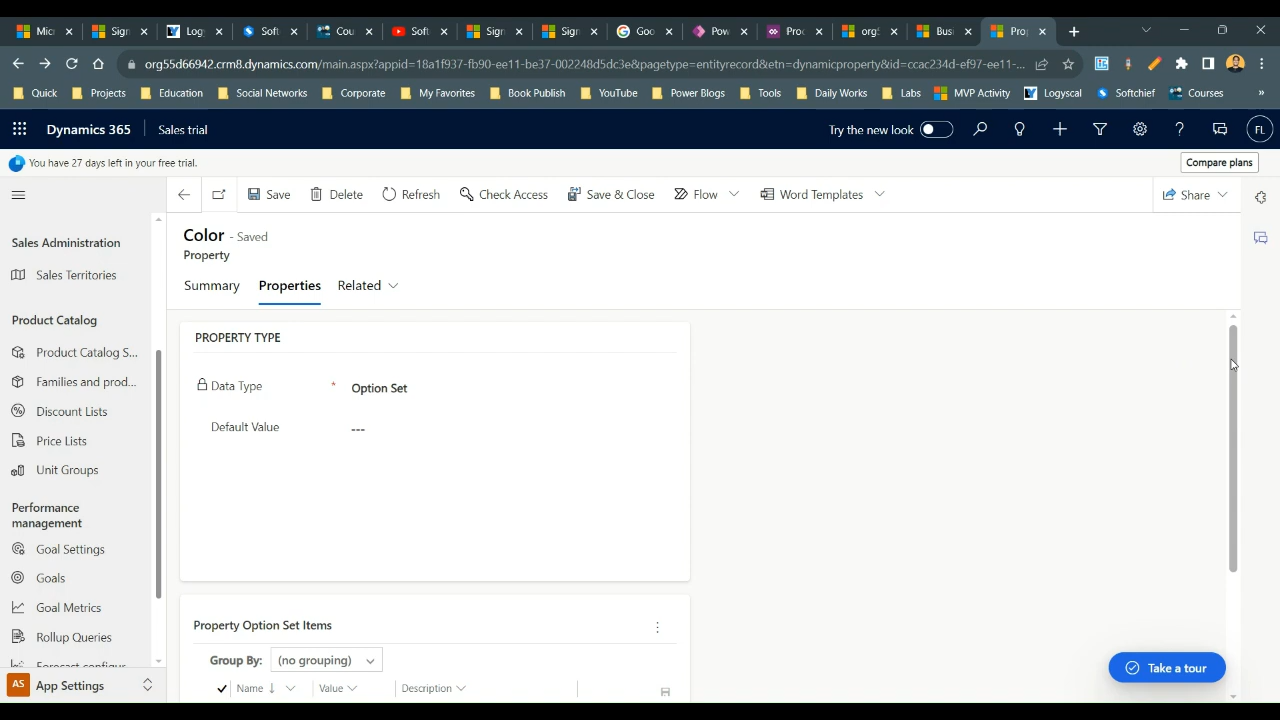 Mic Sign Log Soft Cou Soft Sign Sign Goo Pow Proc orgS Busi Prop
org55d66942.crm8.dynamics.com/main.aspx?appid=18a1f937-fb90-ee11-be37-002248d5dc3e&pagetype=entityrecord&etn=dynamicproperty&id=ccac234d-ef97-ee11-...
Quick Projects Education Social Networks Corporate My Favorites Book Publish YouTube Power Blogs Tools Daily Works Labs MVP Activity Logyscal Softchief Courses »
Dynamics 365 Sales trial Try the new look FL
You have 27 days left in your free trial. Compare plans
Save Delete Refresh Check Access Save & Close Flow Word Templates Share
Color - Saved
Property
Summary Properties Related
Sales Administration
Sales Territories
Product Catalog
Product Catalog S...
Families and prod...
Discount Lists
Price Lists
Unit Groups
Performance
management
Goal Settings
Goals
Goal Metrics
Rollup Queries
Forecast configur
AS App Settings
PROPERTY TYPE
Data Type * Option Set
Default Value ---
Property Option Set Items
Group By: (no grouping)
Name ↓ Value Description
Take a tour